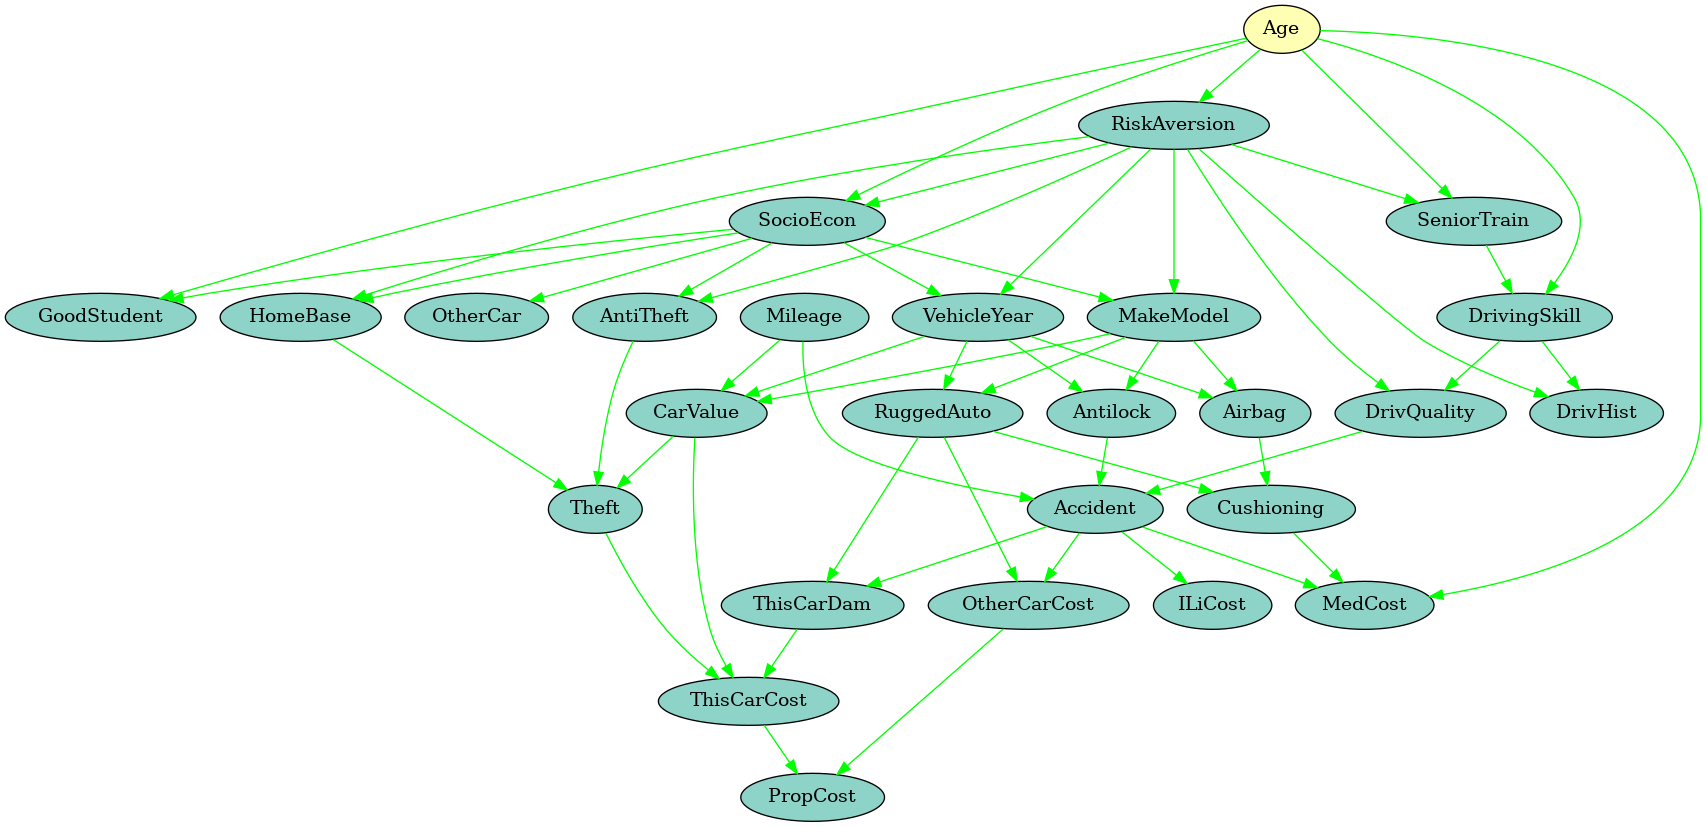 Age
RiskAversion
SocioEcon
SeniorTrain
GoodStudent
HomeBase
OtherCar
AntiTheft
Mileage
VehicleYear
MakeModel
DrivingSkill
CarValue
RuggedAuto
Antilock
Airbag
DrivQuality
DrivHist
Theft
Accident
Cushioning
ThisCarDam
OtherCarCost
ILiCost
MedCost
ThisCarCost
PropCost